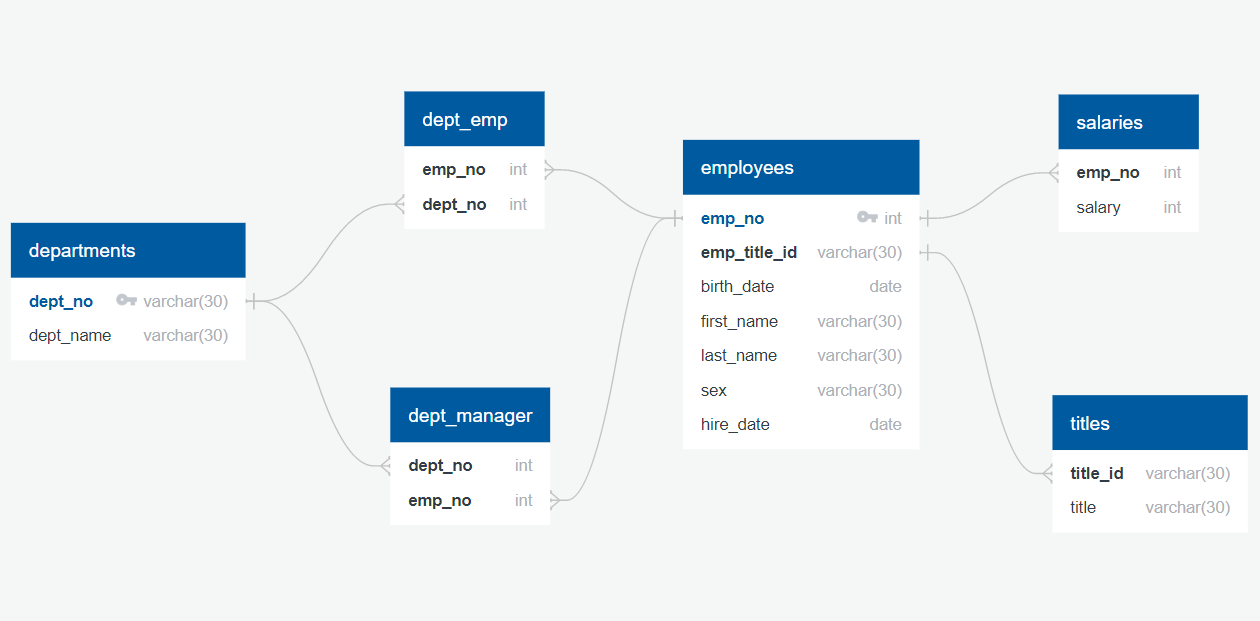 departments
dept_no varchar(30)
dept_name varchar(30)
dept_emp
emp_no int
dept_no int
dept_manager
dept_no int
emp_no int
employees
emp_no int
emp_title_id varchar(30)
birth_date date
first_name varchar(30)
last_name varchar(30)
sex varchar(30)
hire_date date
salaries
emp_no int
salary int
titles
title_id varchar(30)
title varchar(30)